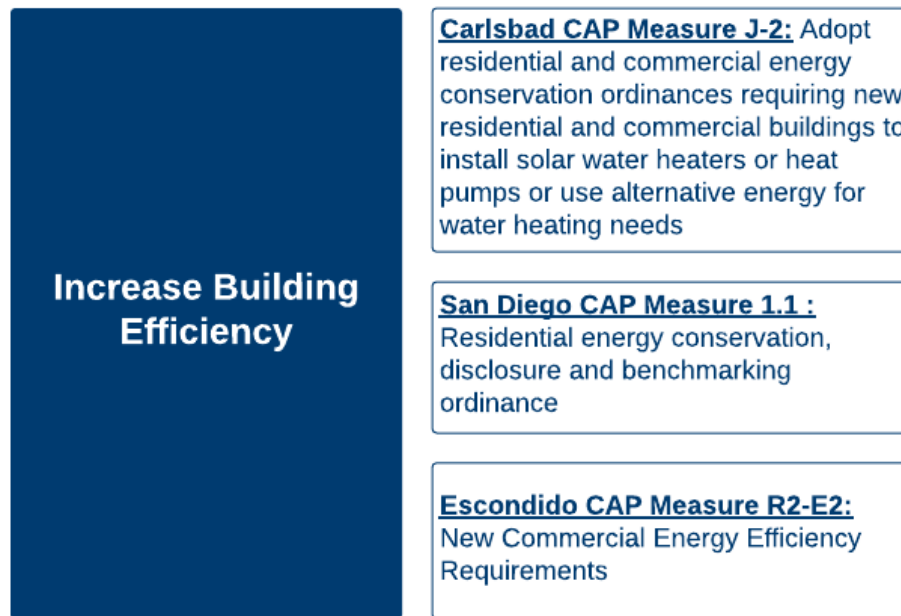 Increase Building
Efficiency
Carlsbad CAP Measure J-2: Adopt
residential and commercial energy
conservation ordinances requiring new
residential and commercial buildings to
install solar water heaters or heat
pumps or use alternative energy for
water heating needs
San Diego CAP Measure 1.1 :
Residential energy conservation,
disclosure and benchmarking
ordinance
Escondido CAP Measure R2-E2:
New Commercial Energy Efficiency
Requirements